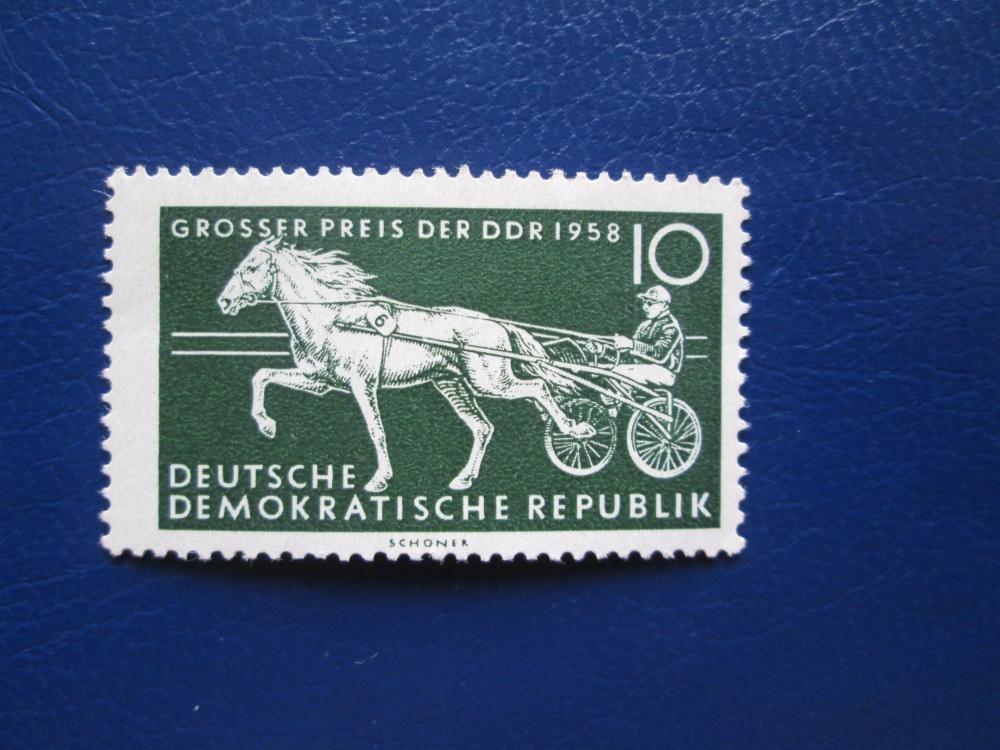 GROSSER PREIS DER DDR 1958
10
6
DEUTSCHE
DEMOKRATISCHE REPUBLIK
SCHÖNER